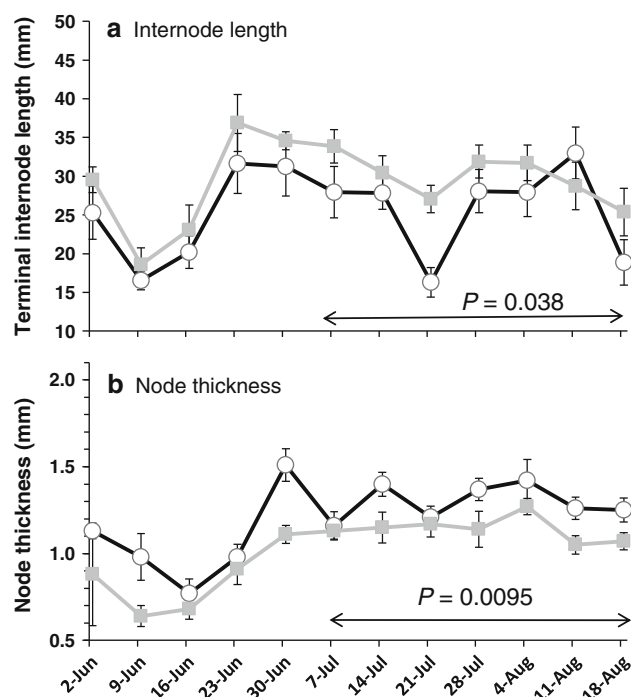 50
a Internode length
45
40
35
30
25
20
15
10
Terminal internode length (mm)
P = 0.038
b Node thickness
2.0
1.5
1.0
0.5
Node thickness (mm)
P = 0.0095
2-Jun 9-Jun 16-Jun 23-Jun 30-Jun 7-Jul 14-Jul 21-Jul 28-Jul 4-Aug 11-Aug 18-Aug